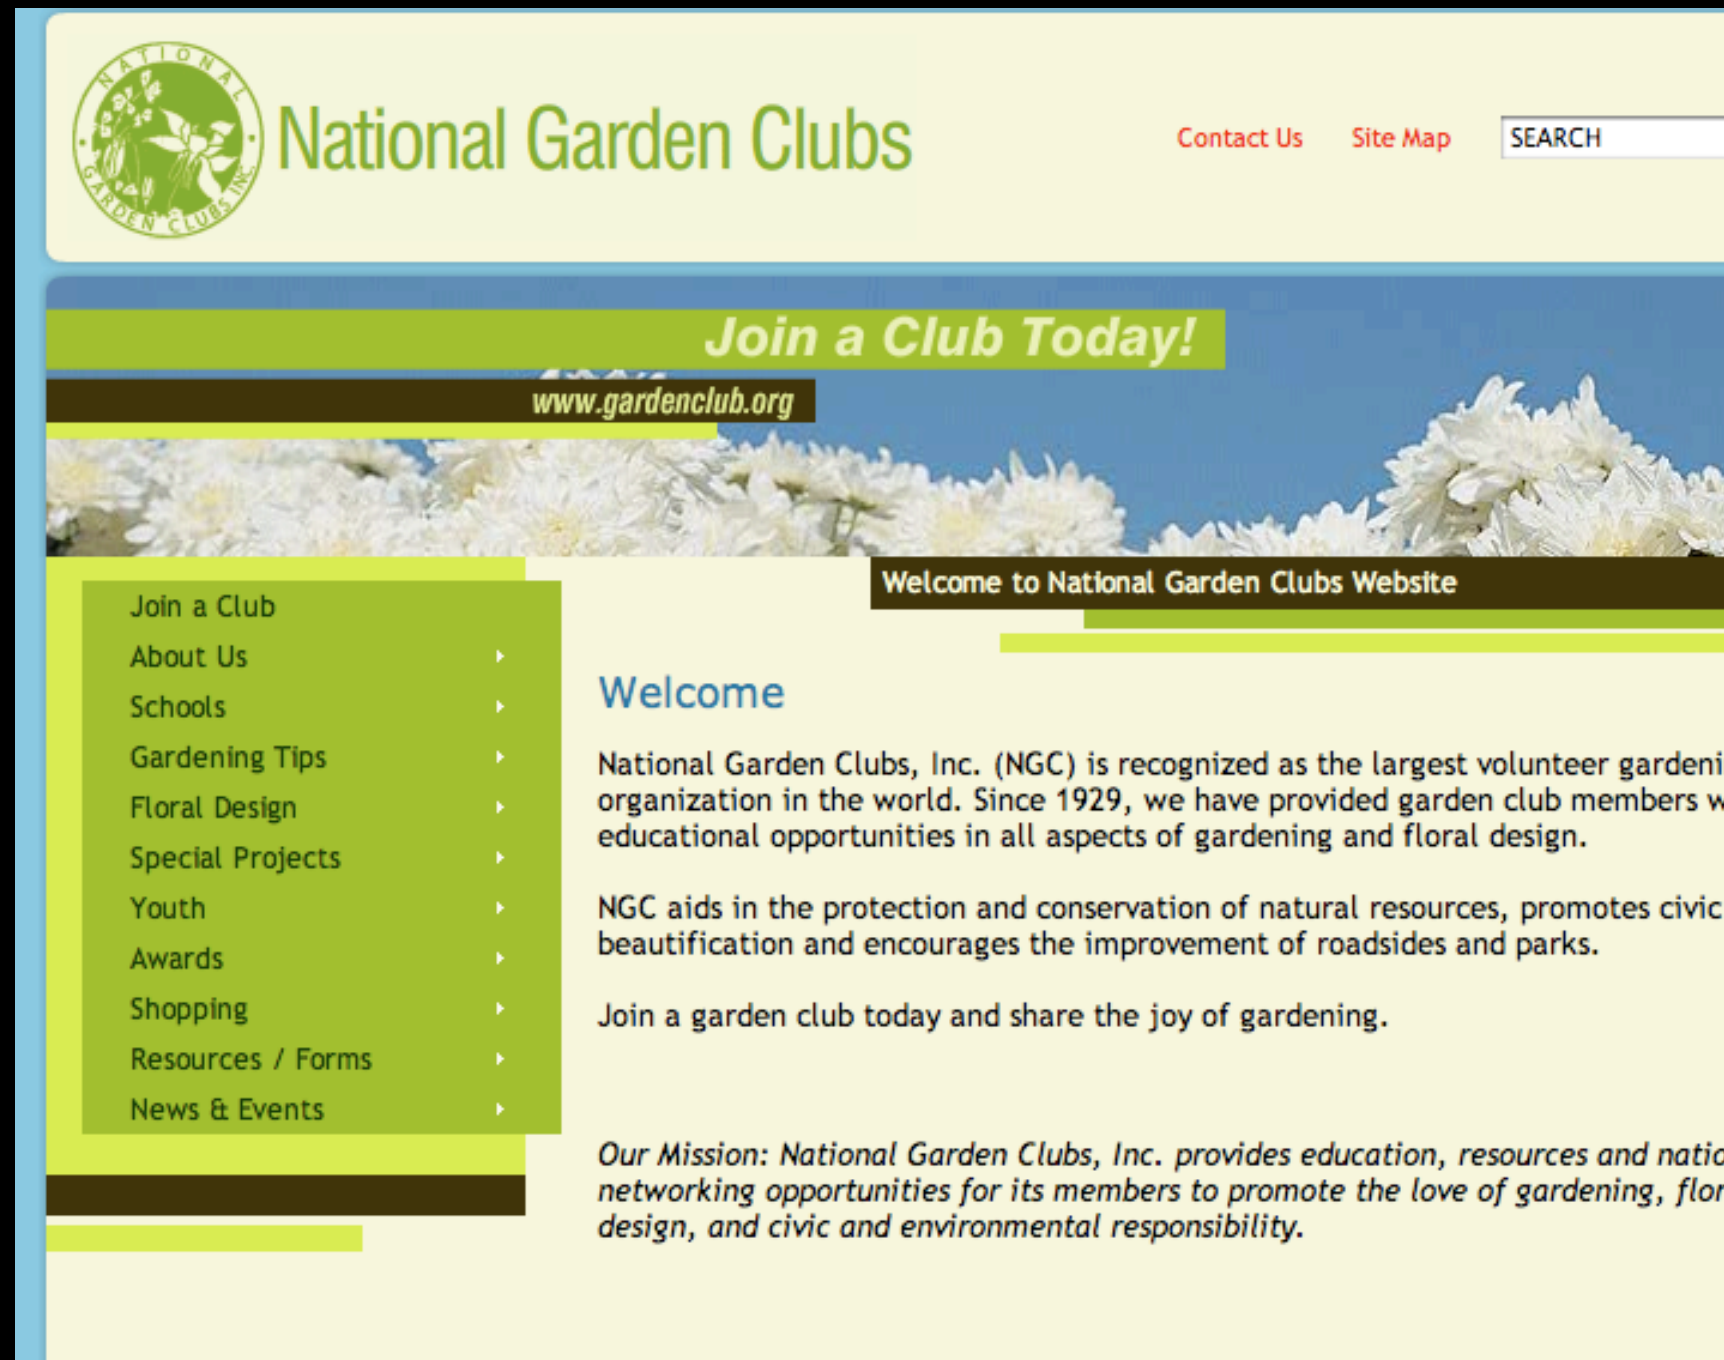 NATIONAL
GARDEN CLUBS INC.
National Garden Clubs
Contact Us
Site Map
SEARCH
Join a Club Today!
www.gardenclub.org
Welcome to National Garden Clubs Website
Join a Club
About Us
Schools
Gardening Tips
Floral Design
Special Projects
Youth
Awards
Shopping
Resources / Forms
News & Events
Welcome
National Garden Clubs, Inc. (NGC) is recognized as the largest volunteer gardeni
organization in the world. Since 1929, we have provided garden club members w
educational opportunities in all aspects of gardening and floral design.
NGC aids in the protection and conservation of natural resources, promotes civic
beautification and encourages the improvement of roadsides and parks.
Join a garden club today and share the joy of gardening.
Our Mission: National Garden Clubs, Inc. provides education, resources and natio
networking opportunities for its members to promote the love of gardening, flor
design, and civic and environmental responsibility.